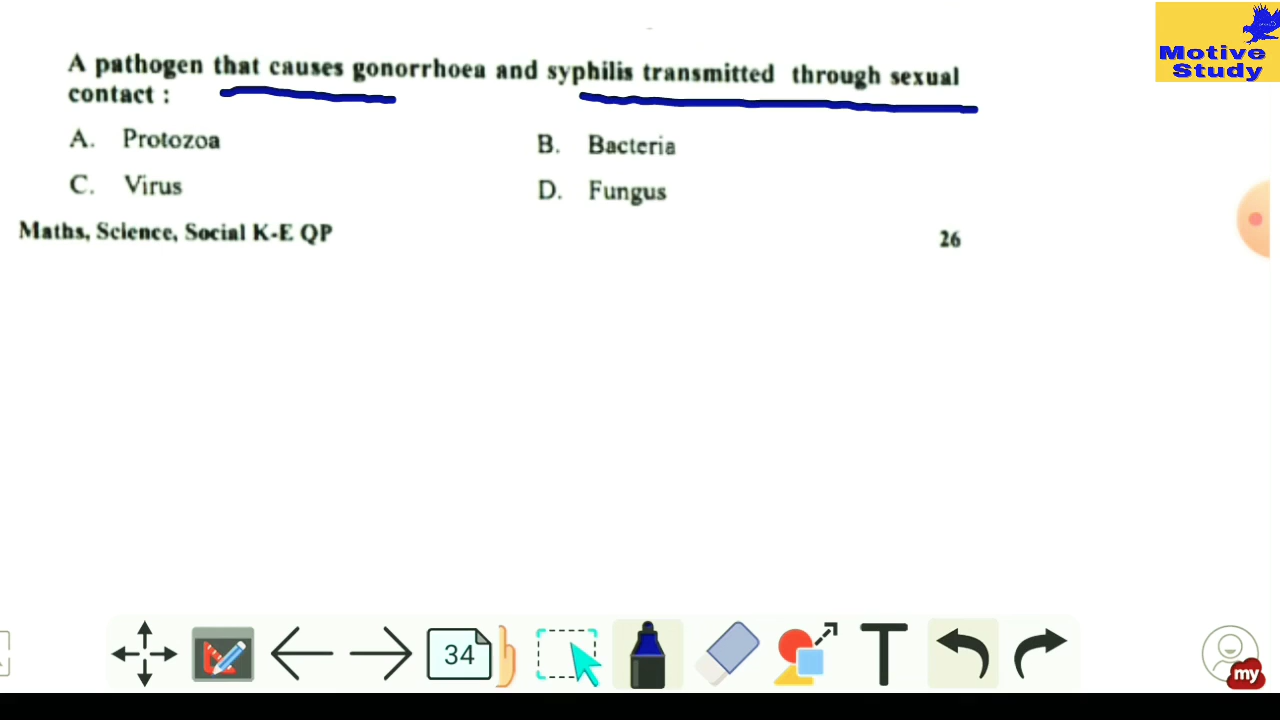 Motive
Study
A pathogen that causes gonorrhoea and syphilis transmitted through sexual
contact :
A. Protozoa B. Bacteria
C. Virus D. Fungus
Maths, Science, Social K-E QP 26
34
T
my